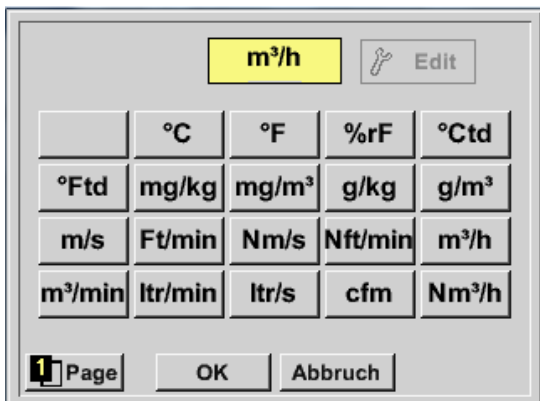 m³/h Edit
°C °F %rF °Ctd
°Ftd mg/kg mg/m³ g/kg g/m³
m/s Ft/min Nm/s Nft/min m³/h
m³/min ltr/min ltr/s cfm Nm³/h
1 Page OK Abbruch